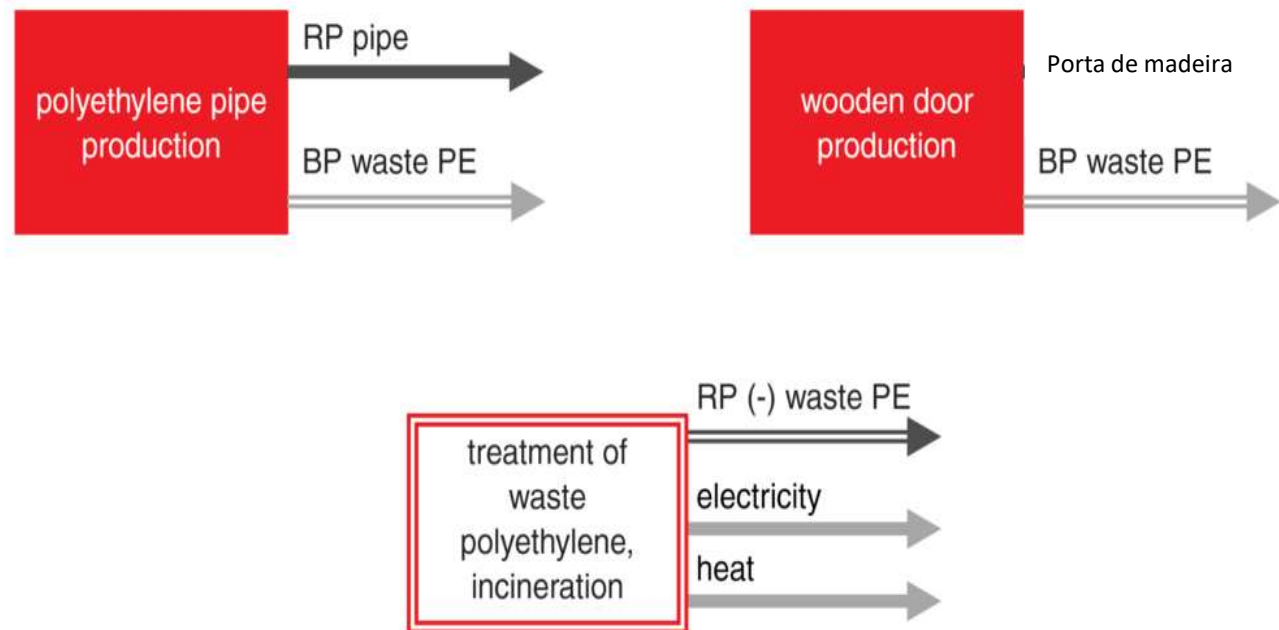 RP pipe
polyethylene pipe
production
BP waste PE
Porta de madeira
wooden door
production
BP waste PE
RP (-) waste PE
treatment of
waste
polyethylene,
incineration
electricity
heat